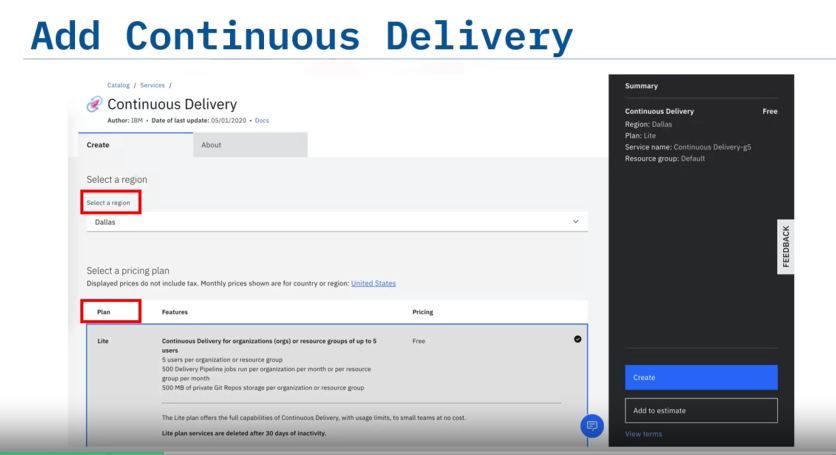 Add Continuous Delivery
Catalog / Services /
Continuous Delivery
Author: IBM • Date of last update: 05/01/2020 • Docs
Create
About
Select a region
Select a region
Dallas
Select a pricing plan
Displayed prices do not include tax. Monthly prices shown are for country or region: United States
Plan Features Pricing
Lite
Continuous Delivery for organizations (orgs) or resource groups of up to 5
users
Free
5 users per organization or resource group
500 Delivery Pipeline jobs run per organization per month or per resource
group per month
500 MB of private Git Repos storage per organization or resource group
The Lite plan offers the full capabilities of Continuous Delivery, with usage limits, to small teams at no cost.
Lite plan services are deleted after 30 days of inactivity.
Summary
Continuous Delivery Free
Region: Dallas
Plan: Lite
Service name: Continuous Delivery-g5
Resource group: Default
FEEDBACK
Create
Add to estimate
View terms